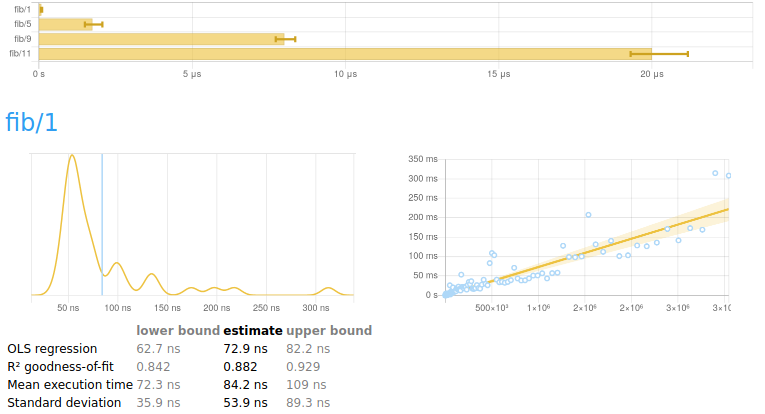 fib/1
fib/5
fib/9
fib/11
0 s 5 μs 10 μs 15 μs 20 μs
fib/1
50 ns 100 ns 150 ns 200 ns 250 ns 300 ns
350 ms
300 ms
250 ms
200 ms
150 ms
100 ms
50 ms
0 s
500×10³ 1×10⁶ 2×10⁶ 2×10⁶ 3×10⁶ 3×10
lower bound estimate upper bound
OLS regression 62.7 ns 72.9 ns 82.2 ns
R² goodness-of-fit 0.842 0.882 0.929
Mean execution time 72.3 ns 84.2 ns 109 ns
Standard deviation 35.9 ns 53.9 ns 89.3 ns